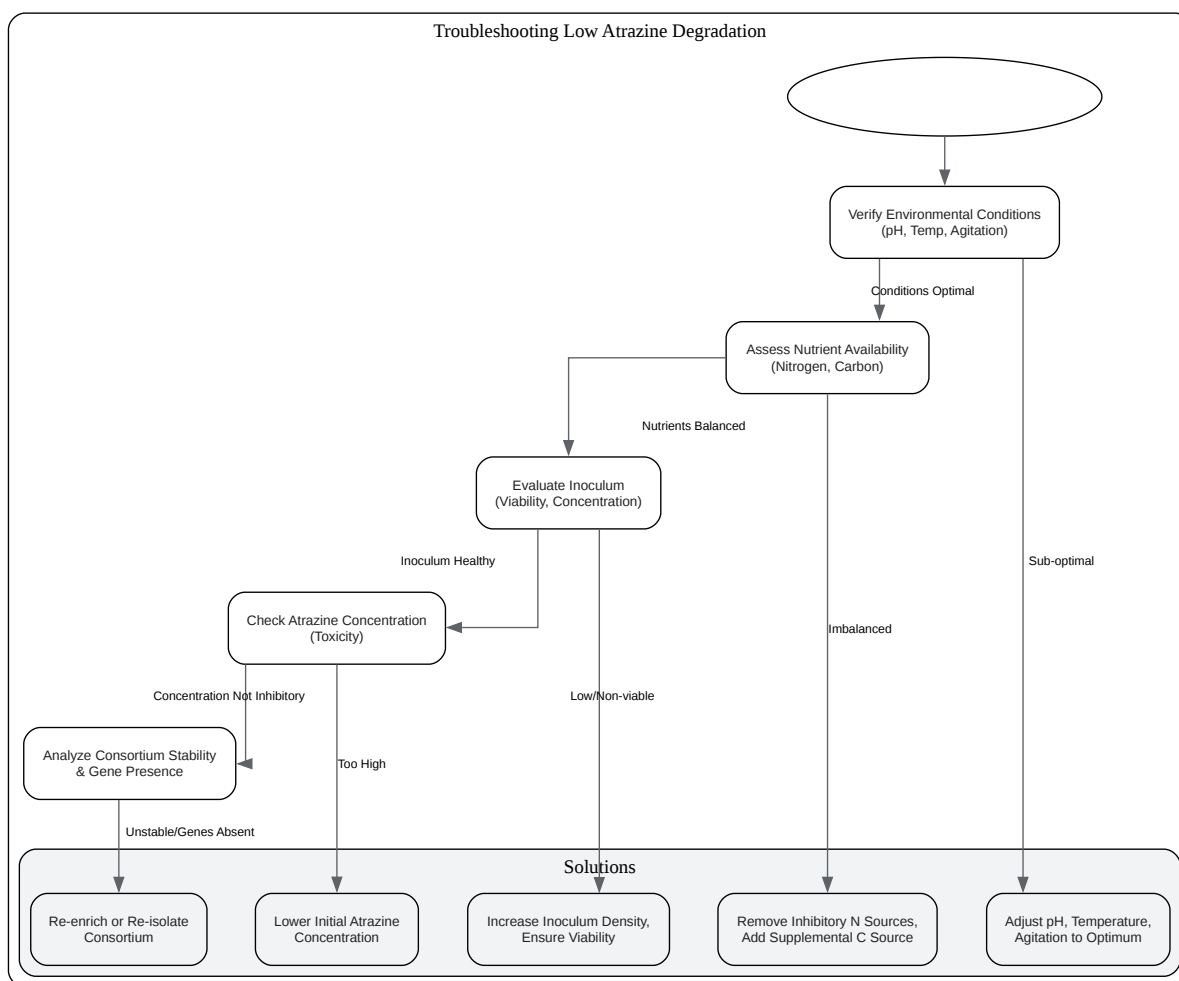 Troubleshooting Low Atrazine Degradation
Verify Environmental Conditions
(pH, Temp, Agitation)
Conditions Optimal
Assess Nutrient Availability
(Nitrogen, Carbon)
Nutrients Balanced
Evaluate Inoculum
(Viability, Concentration)
Inoculum Healthy
Sub-optimal
Check Atrazine Concentration
(Toxicity)
Imbalanced
Concentration Not Inhibitory
Low/Non-viable
Analyze Consortium Stability
& Gene Presence
Too High
Unstable/Genes Absent
Solutions
Re-enrich or Re-isolate
Consortium
Lower Initial Atrazine
Concentration
Increase Inoculum Density,
Ensure Viability
Remove Inhibitory N Sources,
Add Supplemental C Source
Adjust pH, Temperature,
Agitation to Optimum